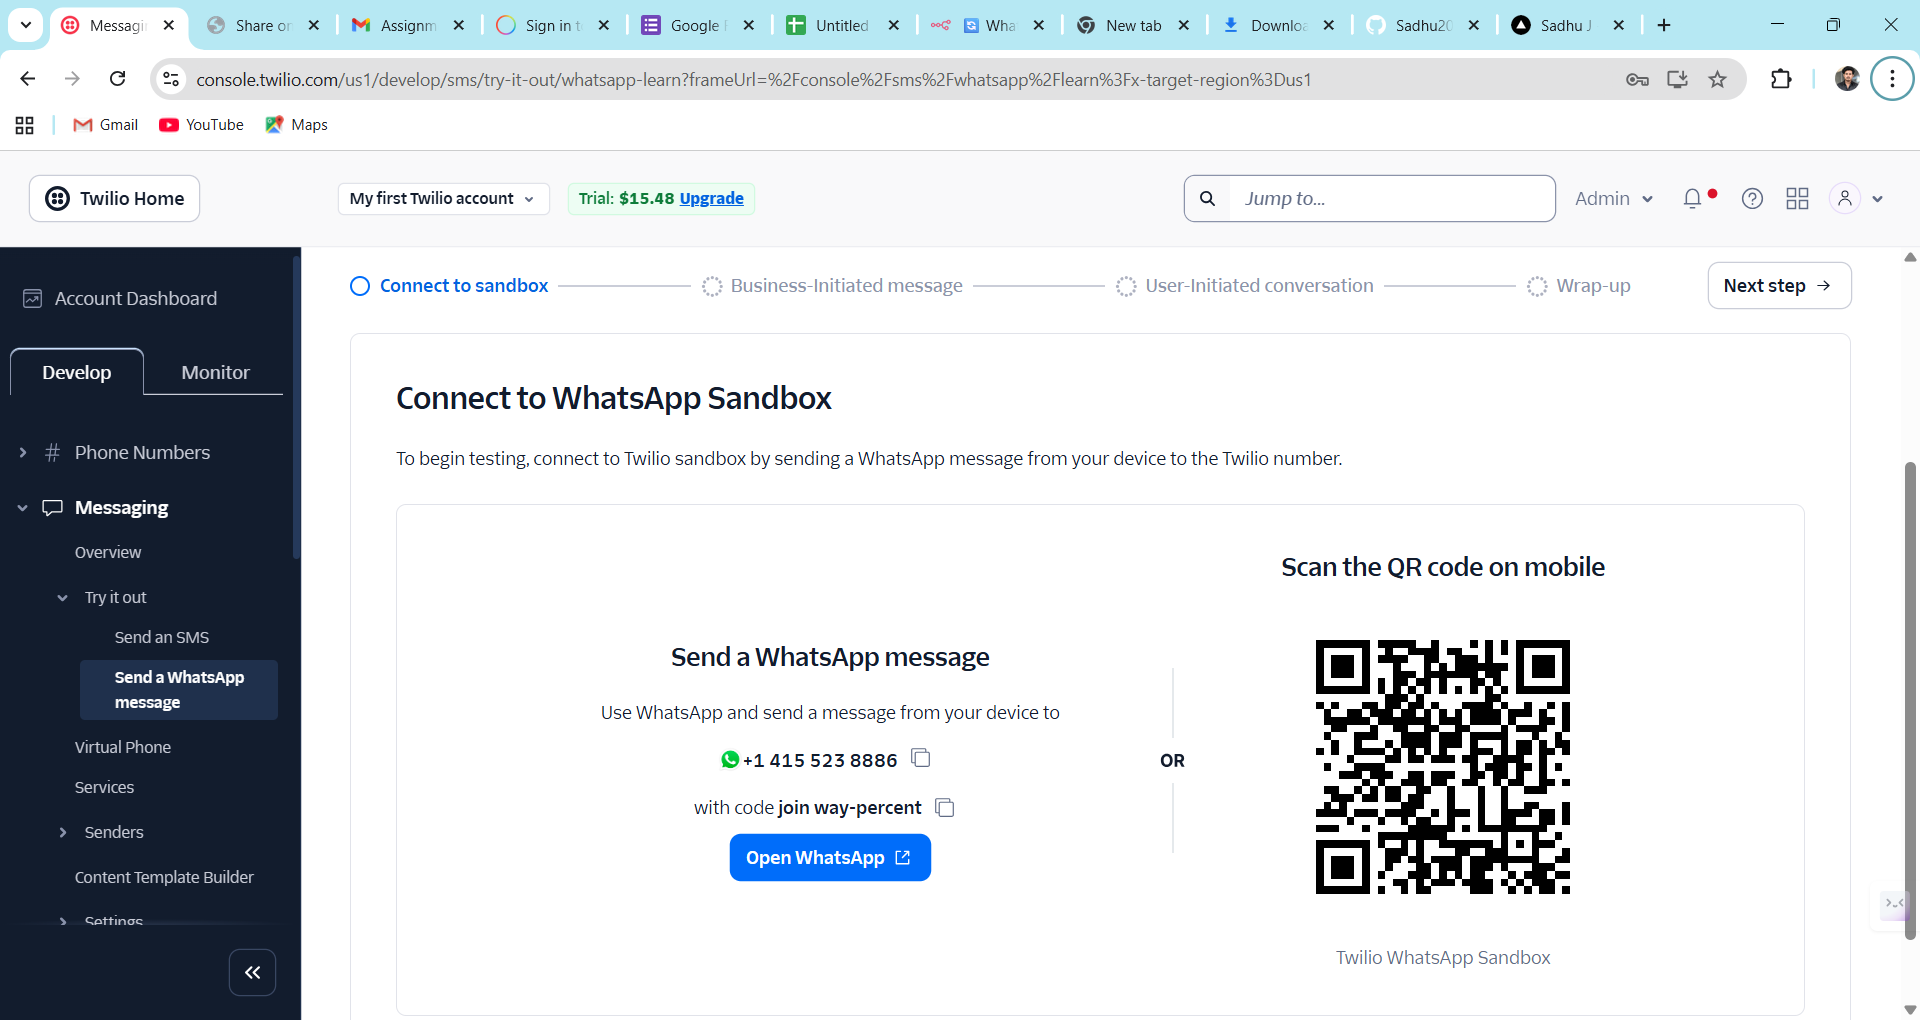 Messagin
Share on
Assignm
Sign in to
Google F
Untitled
What
New tab
Downloa
Sadhu20
Sadhu J
console.twilio.com/us1/develop/sms/try-it-out/whatsapp-learn?frameUrl=%2Fconsole%2Fsms%2Fwhatsapp%2Flearn%3Fx-target-region%3Dus1
Gmail
YouTube
Maps
Twilio Home
My first Twilio account
Trial: $15.48 Upgrade
Jump to...
Admin
Account Dashboard
Develop
Monitor
Phone Numbers
Messaging
Overview
Try it out
Send an SMS
Send a WhatsApp
message
Virtual Phone
Services
Senders
Content Template Builder
Settings
Connect to sandbox
Business-Initiated message
User-Initiated conversation
Wrap-up
Next step →
Connect to WhatsApp Sandbox
To begin testing, connect to Twilio sandbox by sending a WhatsApp message from your device to the Twilio number.
Send a WhatsApp message
Use WhatsApp and send a message from your device to
+1 415 523 8886
with code join way-percent
Open WhatsApp
OR
Scan the QR code on mobile
Twilio WhatsApp Sandbox